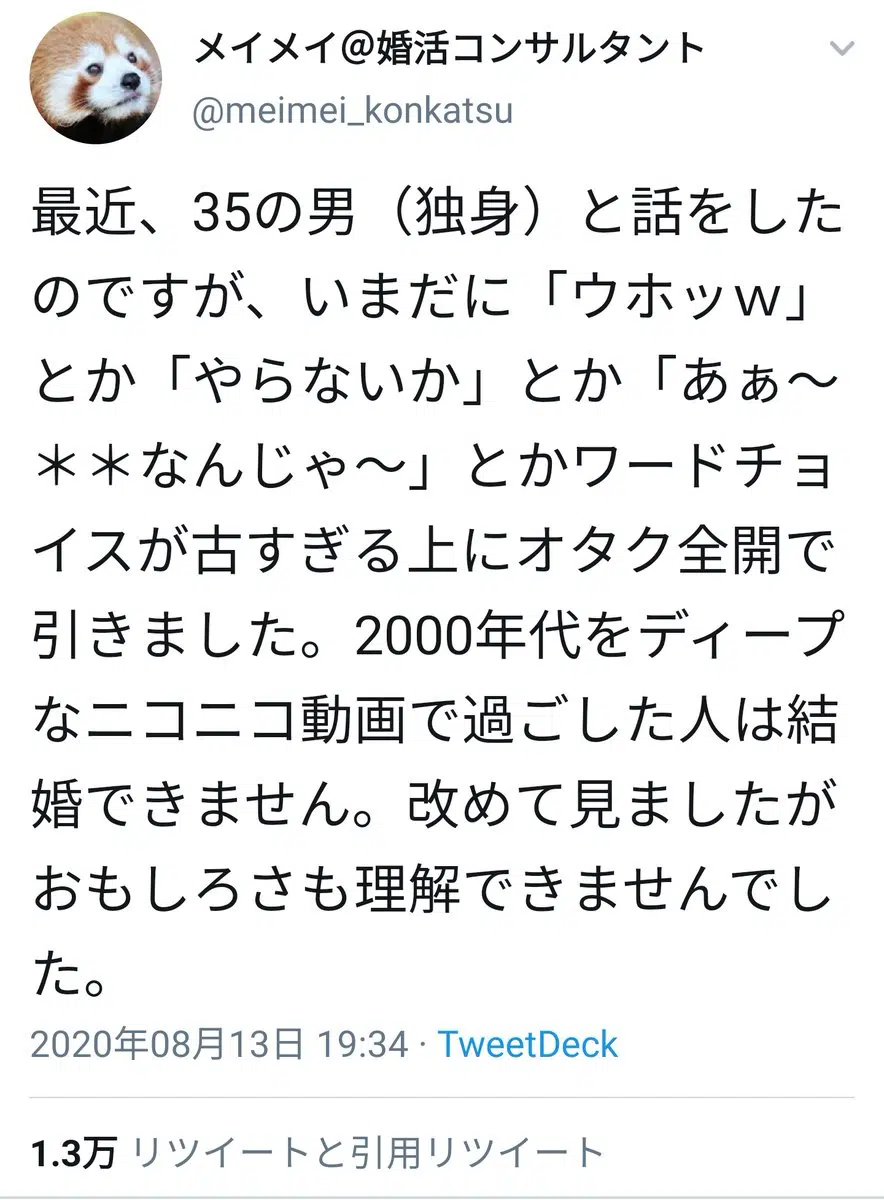 メイメイ@婚活コンサルタント
@meimei_konkatsu
最近、35の男（独身）と話をした
のですが、いまだに「ウホッｗ」
とか「やらないか」とか「あぁ〜
＊＊なんじゃ〜」とかワードチョ
イスが古すぎる上にオタク全開で
引きました。2000年代をディープ
なニコニコ動画で過ごした人は結
婚できません。改めて見ましたが
おもしろさも理解できませんでし
た。
2020年08月13日 19:34 · TweetDeck
1.3万 リツイートと引用リツイート